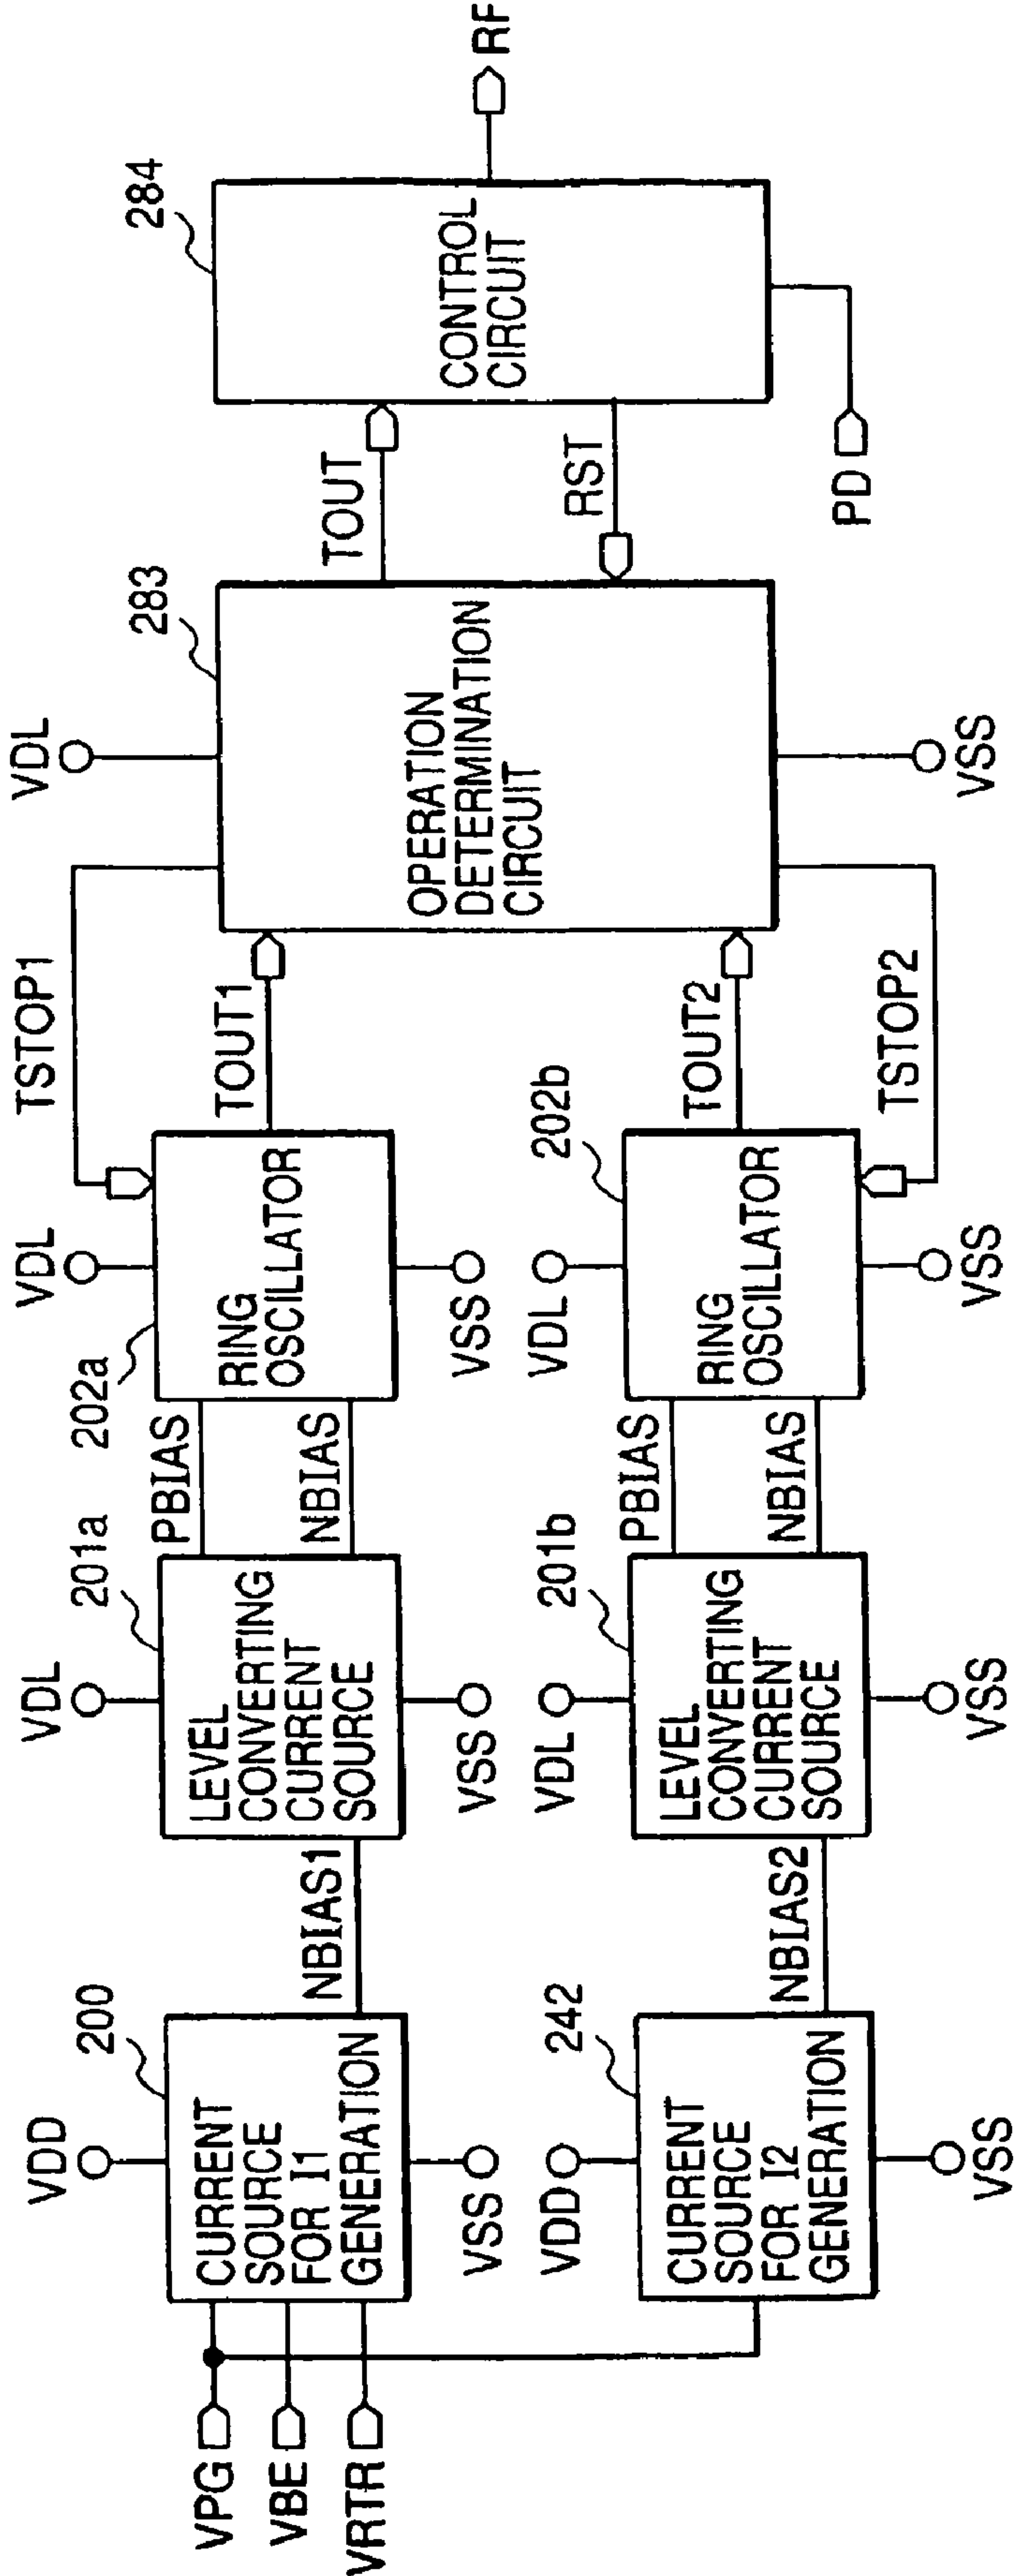 VPG
VBE
VRTR
VDD
200
CURRENT
SOURCE
FOR I1
GENERATION
VSS
NBIAS1
VDL
201a
LEVEL
CONVERTING
CURRENT
SOURCE
VSS
PBIAS
NBIAS
VDL
202a
RING
OSCILLATOR
VSS
TSTOP1
TOUT1
VDD
242
CURRENT
SOURCE
FOR I2
GENERATION
VSS
NBIAS2
VDL
201b
LEVEL
CONVERTING
CURRENT
SOURCE
VSS
PBIAS
NBIAS
VDL
202b
RING
OSCILLATOR
VSS
TOUT2
TSTOP2
VDL
283
OPERATION
DETERMINATION
CIRCUIT
VSS
TOUT
RST
284
CONTROL
CIRCUIT
PD
RF